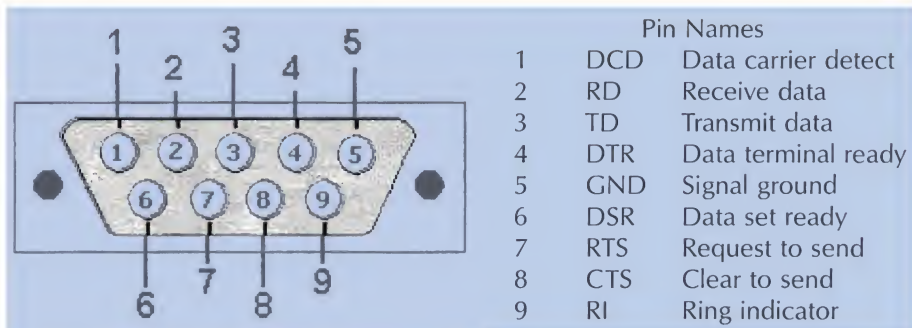 1 2 3 4 5
1 2 3 4 5
6 7 8 9
6 7 8 9
Pin Names
1 DCD Data carrier detect
2 RD Receive data
3 TD Transmit data
4 DTR Data terminal ready
5 GND Signal ground
6 DSR Data set ready
7 RTS Request to send
8 CTS Clear to send
9 RI Ring indicator